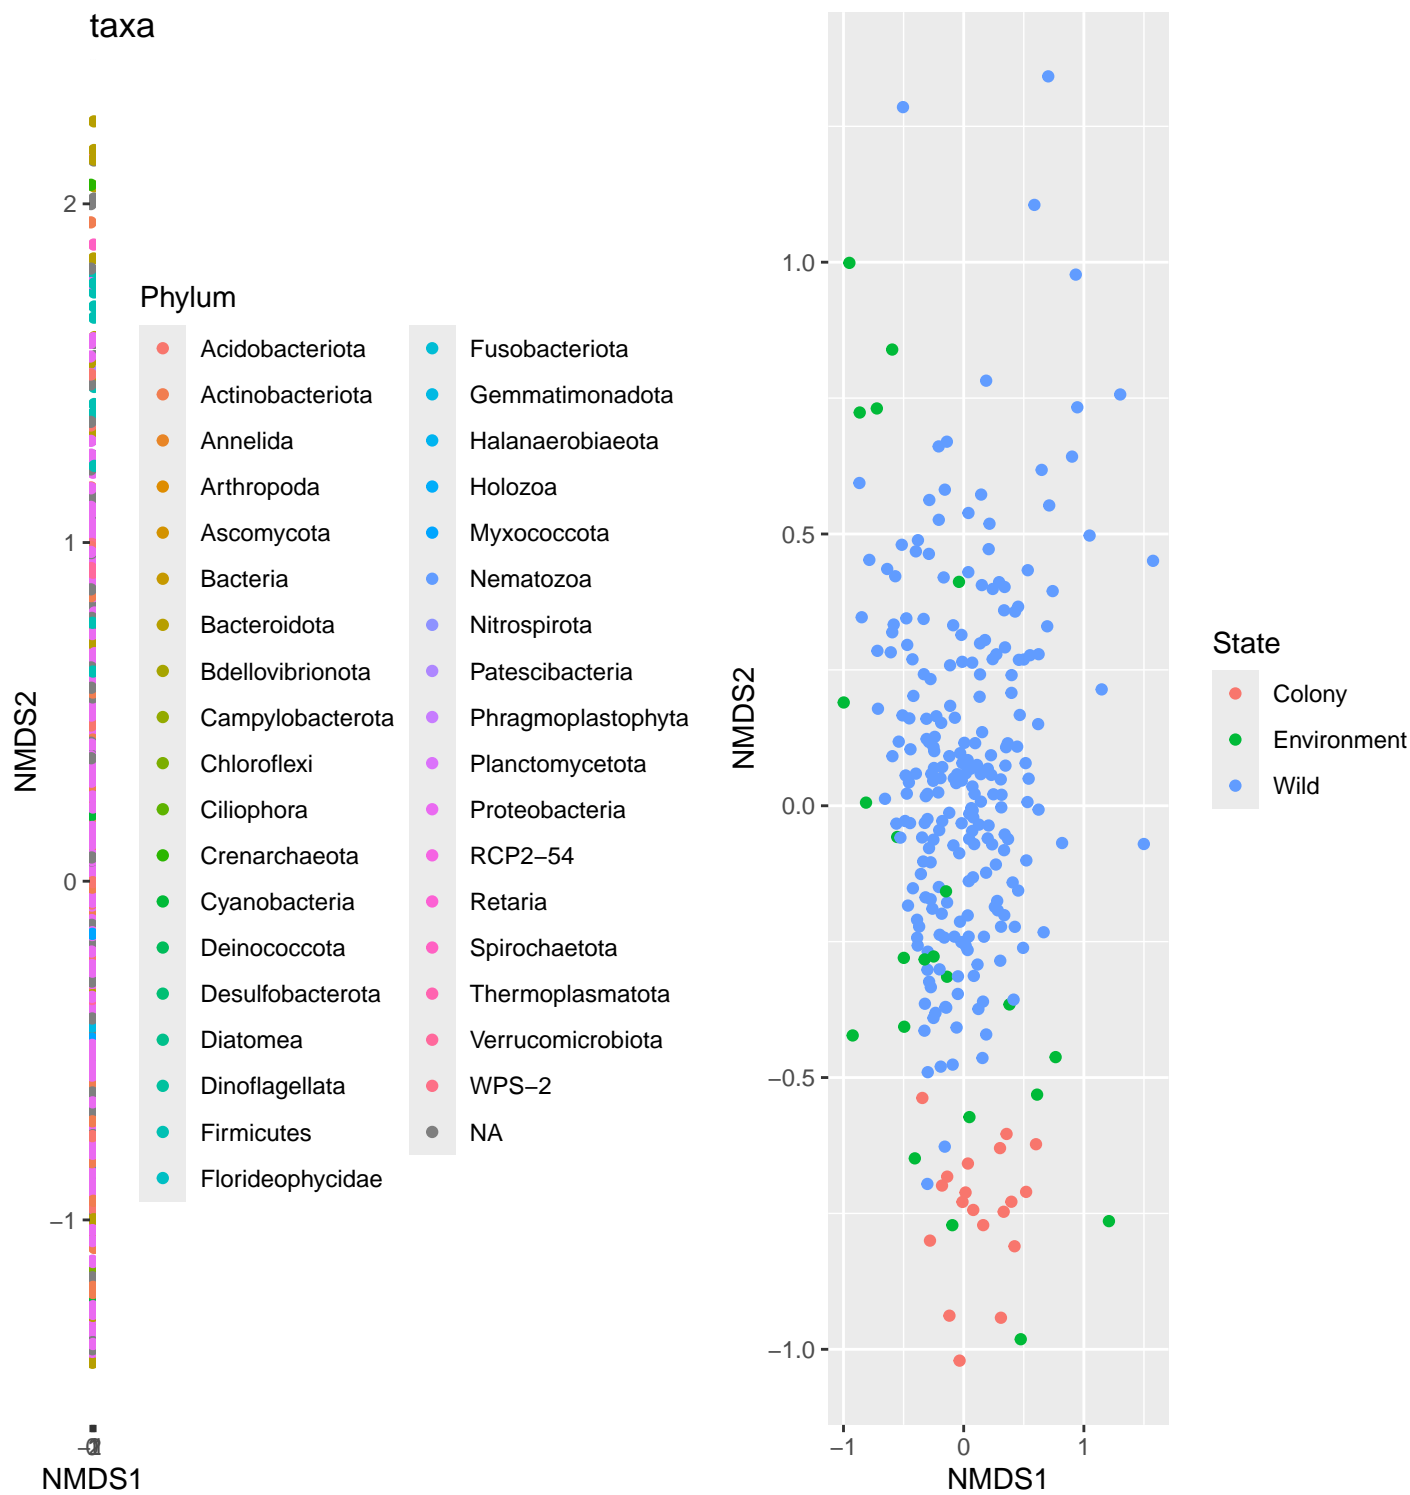 taxa
2
1
0
−1
NMDS2
NMDS1
Phylum
Acidobacteriota
Actinobacteriota
Annelida
Arthropoda
Ascomycota
Bacteria
Bacteroidota
Bdellovibrionota
Campylobacterota
Chloroflexi
Ciliophora
Crenarchaeota
Cyanobacteria
Deinococcota
Desulfobacterota
Diatomea
Dinoflagellata
Firmicutes
Florideophycidae
Fusobacteriota
Gemmatimonadota
Halanaerobiaeota
Holozoa
Myxococcota
Nematozoa
Nitrospirota
Patescibacteria
Phragmoplastophyta
Planctomycetota
Proteobacteria
RCP2−54
Retaria
Spirochaetota
Thermoplasmatota
Verrucomicrobiota
WPS−2
NA
1.0
0.5
0.0
−0.5
−1.0
NMDS2
−1 0 1
NMDS1
State
Colony
Environment
Wild